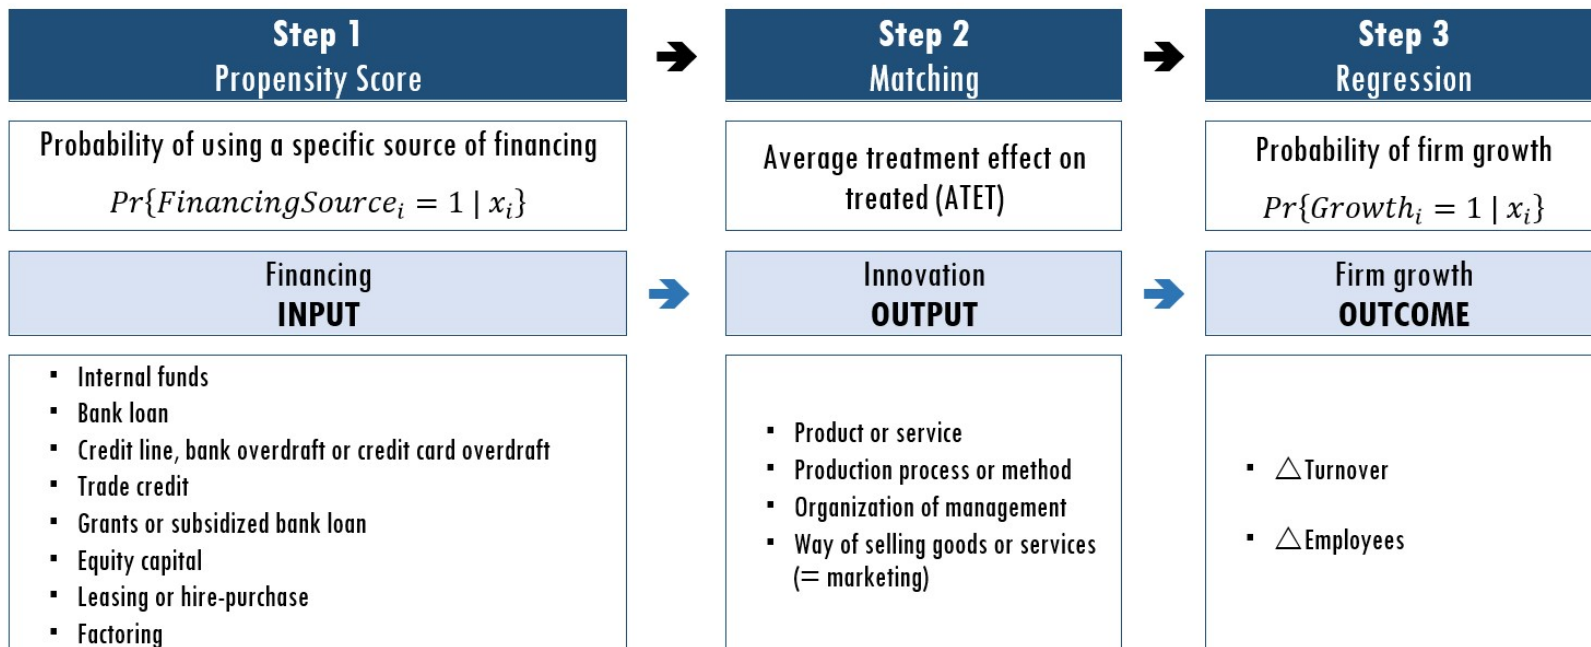 Step 1
Propensity Score
Probability of using a specific source of financing
Pr{FinancingSourceᵢ = 1 | xᵢ}
Financing
INPUT
▪ Internal funds
▪ Bank loan
▪ Credit line, bank overdraft or credit card overdraft
▪ Trade credit
▪ Grants or subsidized bank loan
▪ Equity capital
▪ Leasing or hire-purchase
▪ Factoring
Step 2
Matching
Average treatment effect on
treated (ATET)
Innovation
OUTPUT
▪ Product or service
▪ Production process or method
▪ Organization of management
▪ Way of selling goods or services
(= marketing)
Step 3
Regression
Probability of firm growth
Pr{Growthᵢ = 1 | xᵢ}
Firm growth
OUTCOME
▪ △Turnover
▪ △Employees